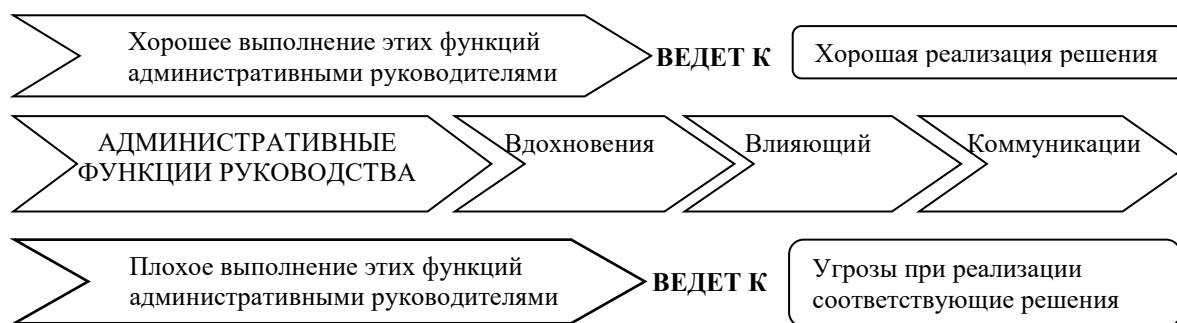 Хорошее выполнение этих функций
административными руководителями
ВЕДЕТ К
Хорошая реализация решения
АДМИНИСТРАТИВНЫЕ
ФУНКЦИИ РУКОВОДСТВА
Вдохновения
Влияющий
Коммуникации
Плохое выполнение этих функций
административными руководителями
ВЕДЕТ К
Угрозы при реализации
соответствующие решения